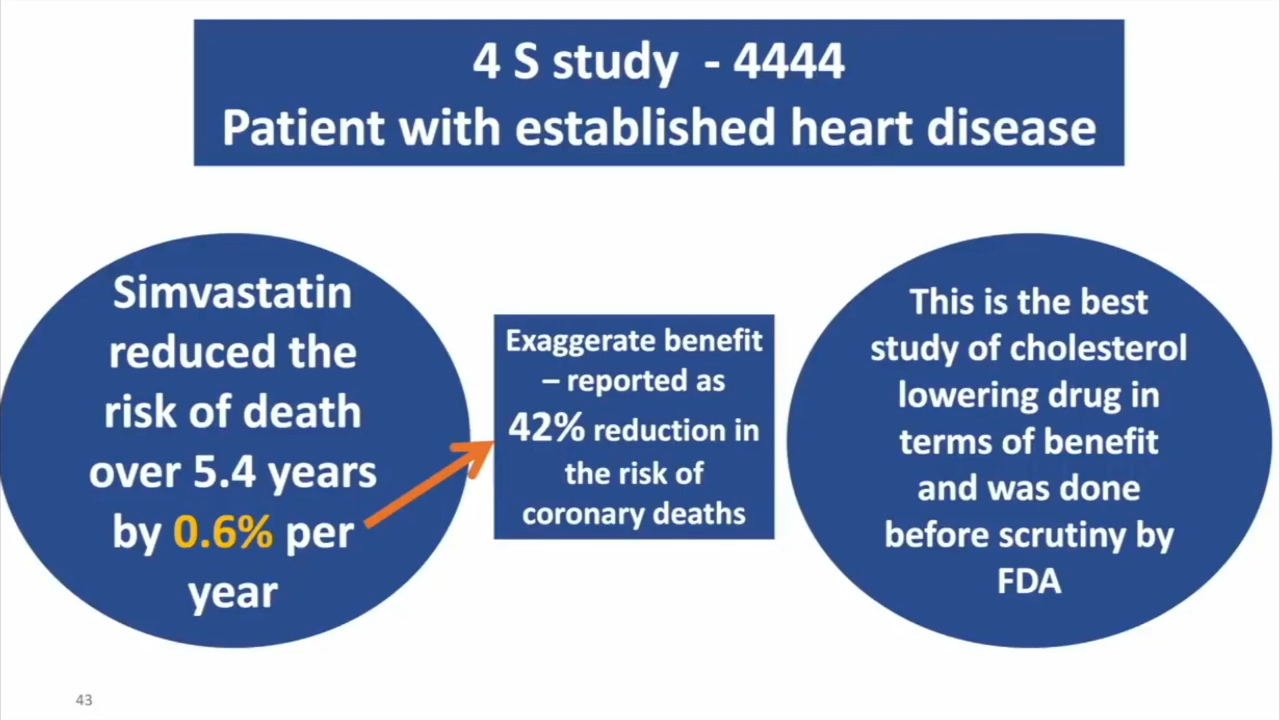 4 S study - 4444
Patient with established heart disease
Simvastatin
reduced the
risk of death
over 5.4 years
by 0.6% per
year
Exaggerate benefit
– reported as
42% reduction in
the risk of
coronary deaths
This is the best
study of cholesterol
lowering drug in
terms of benefit
and was done
before scrutiny by
FDA
43